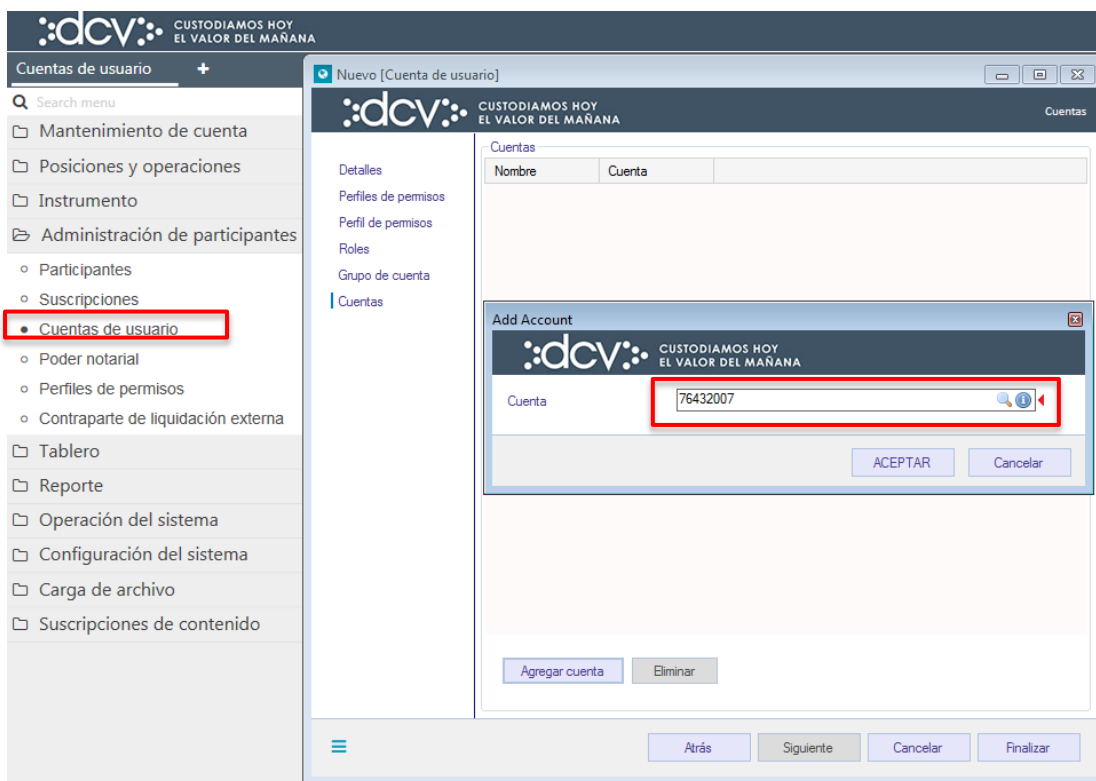 dcv CUSTODIAMOS HOY
EL VALOR DEL MAÑANA
Cuentas de usuario +
Search menu
Mantenimiento de cuenta
Posiciones y operaciones
Instrumento
Administración de participantes
Participantes
Suscripciones
Cuentas de usuario
Poder notarial
Perfiles de permisos
Contraparte de liquidación externa
Tablero
Reporte
Operación del sistema
Configuración del sistema
Carga de archivo
Suscripciones de contenido
Nuevo [Cuenta de usuario]
dcv CUSTODIAMOS HOY
EL VALOR DEL MAÑANA
Cuentas
Detalles
Perfiles de permisos
Perfil de permisos
Roles
Grupo de cuenta
Cuentas
Cuentas
Nombre Cuenta
Add Account
dcv CUSTODIAMOS HOY
EL VALOR DEL MAÑANA
Cuenta 76432007
ACEPTAR Cancelar
Agregar cuenta Eliminar
Atrás Siguiente Cancelar Finalizar